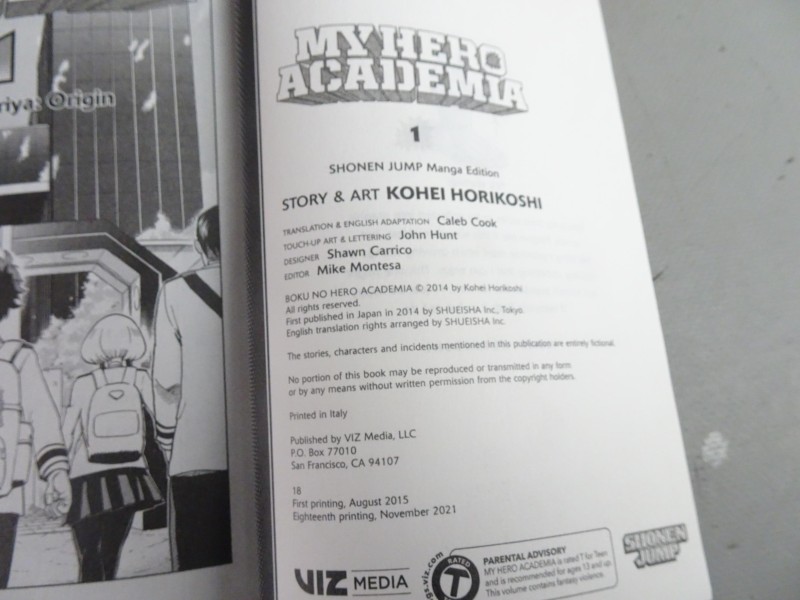 riya: Origin
MY HERO
ACADEMIA
1
SHONEN JUMP Manga Edition
STORY & ART KOHEI HORIKOSHI
TRANSLATION & ENGLISH ADAPTATION Caleb Cook
TOUCH-UP ART & LETTERING John Hunt
DESIGNER Shawn Carrico
EDITOR Mike Montesa
BOKU NO HERO ACADEMIA © 2014 by Kohei Horikoshi
All rights reserved.
First published in Japan in 2014 by SHUEISHA Inc., Tokyo.
English translation rights arranged by SHUEISHA Inc.
The stories, characters and incidents mentioned in this publication are entirely fictional.
No portion of this book may be reproduced or transmitted in any form
or by any means without written permission from the copyright holders.
Printed in Italy
Published by VIZ Media, LLC
P.O. Box 77010
San Francisco, CA 94107
18
First printing, August 2015
Eighteenth printing, November 2021
VIZ MEDIA
gs.viz.com
RATED
T
PARENTAL ADVISORY
MY HERO ACADEMIA is rated T for Teen
and is recommended for ages 13 and up.
This volume contains fantasy violence.
SHONEN
JUMP